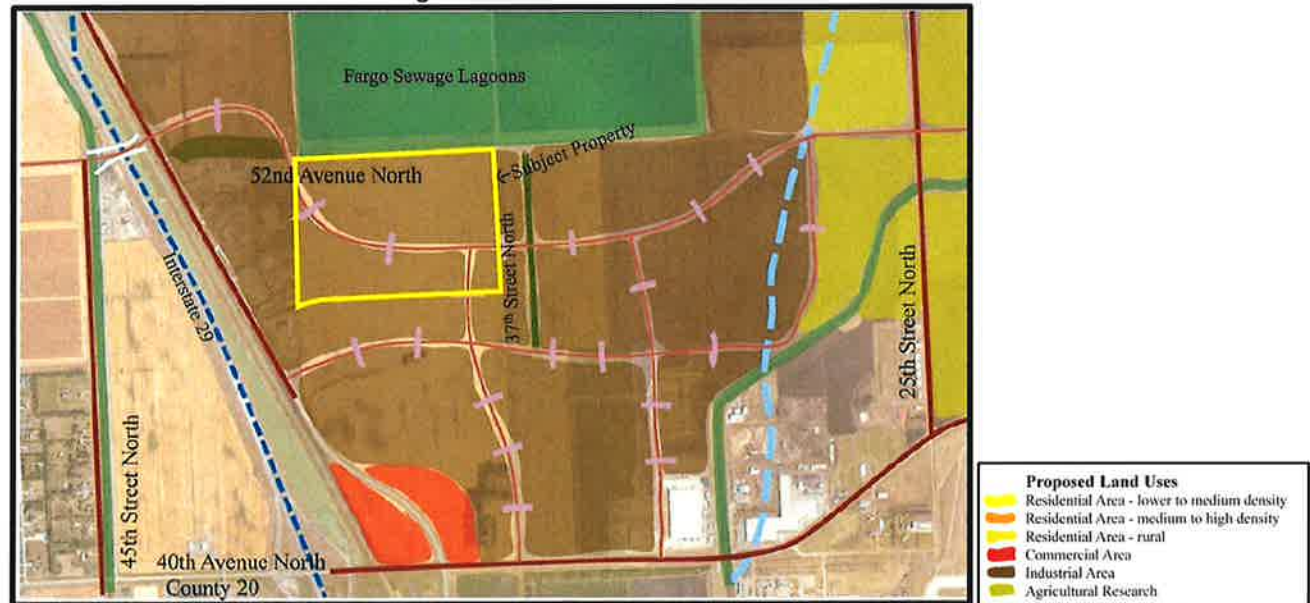 Fargo Sewage Lagoons
←Subject Property
52nd Avenue North
37th Street North
Interstate 29
25th Street North
45th Street North
40th Avenue North
County 20
Proposed Land Uses
Residential Area - lower to medium density
Residential Area - medium to high density
Residential Area - rural
Commercial Area
Industrial Area
Agricultural Research